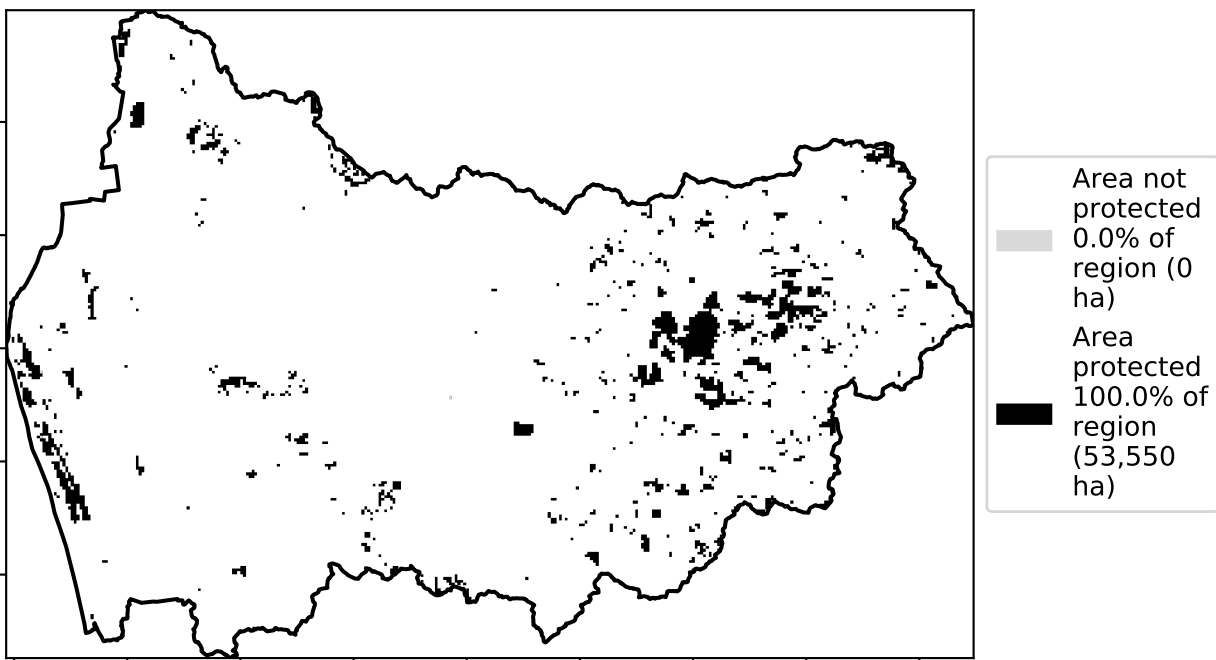 Area not
protected
0.0% of
region (0
ha)
Area
protected
100.0% of
region
(53,550
ha)